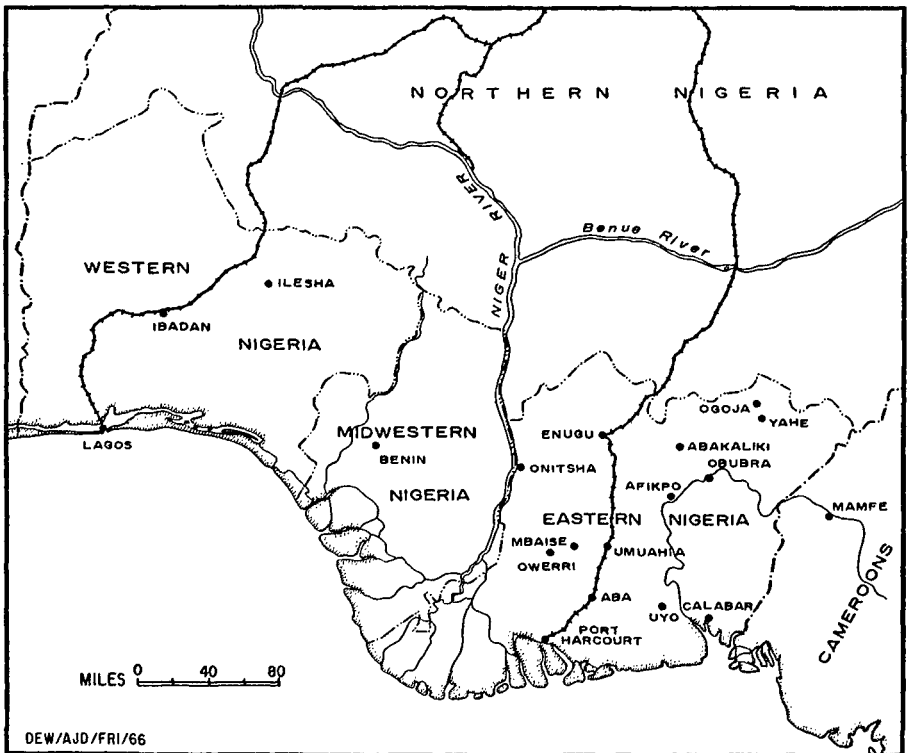 NORTHERN NIGERIA
NIGER RIVER
Benue River
WESTERN
NIGERIA
ILESHA
IBADAN
LAGOS
MIDWESTERN
BENIN
NIGERIA
ENUGU
ONITSHA
OGOJA
YAHE
ABAKALIKI
OBUBRA
AFIKPO
EASTERN NIGERIA
MAMFE
MBAISE
OWERRI
UMUAHIA
ABA
UYO
CALABAR
PORT
HARCOURT
CAMEROONS
MILES 0 40 80
DEW/AJD/FRI/66